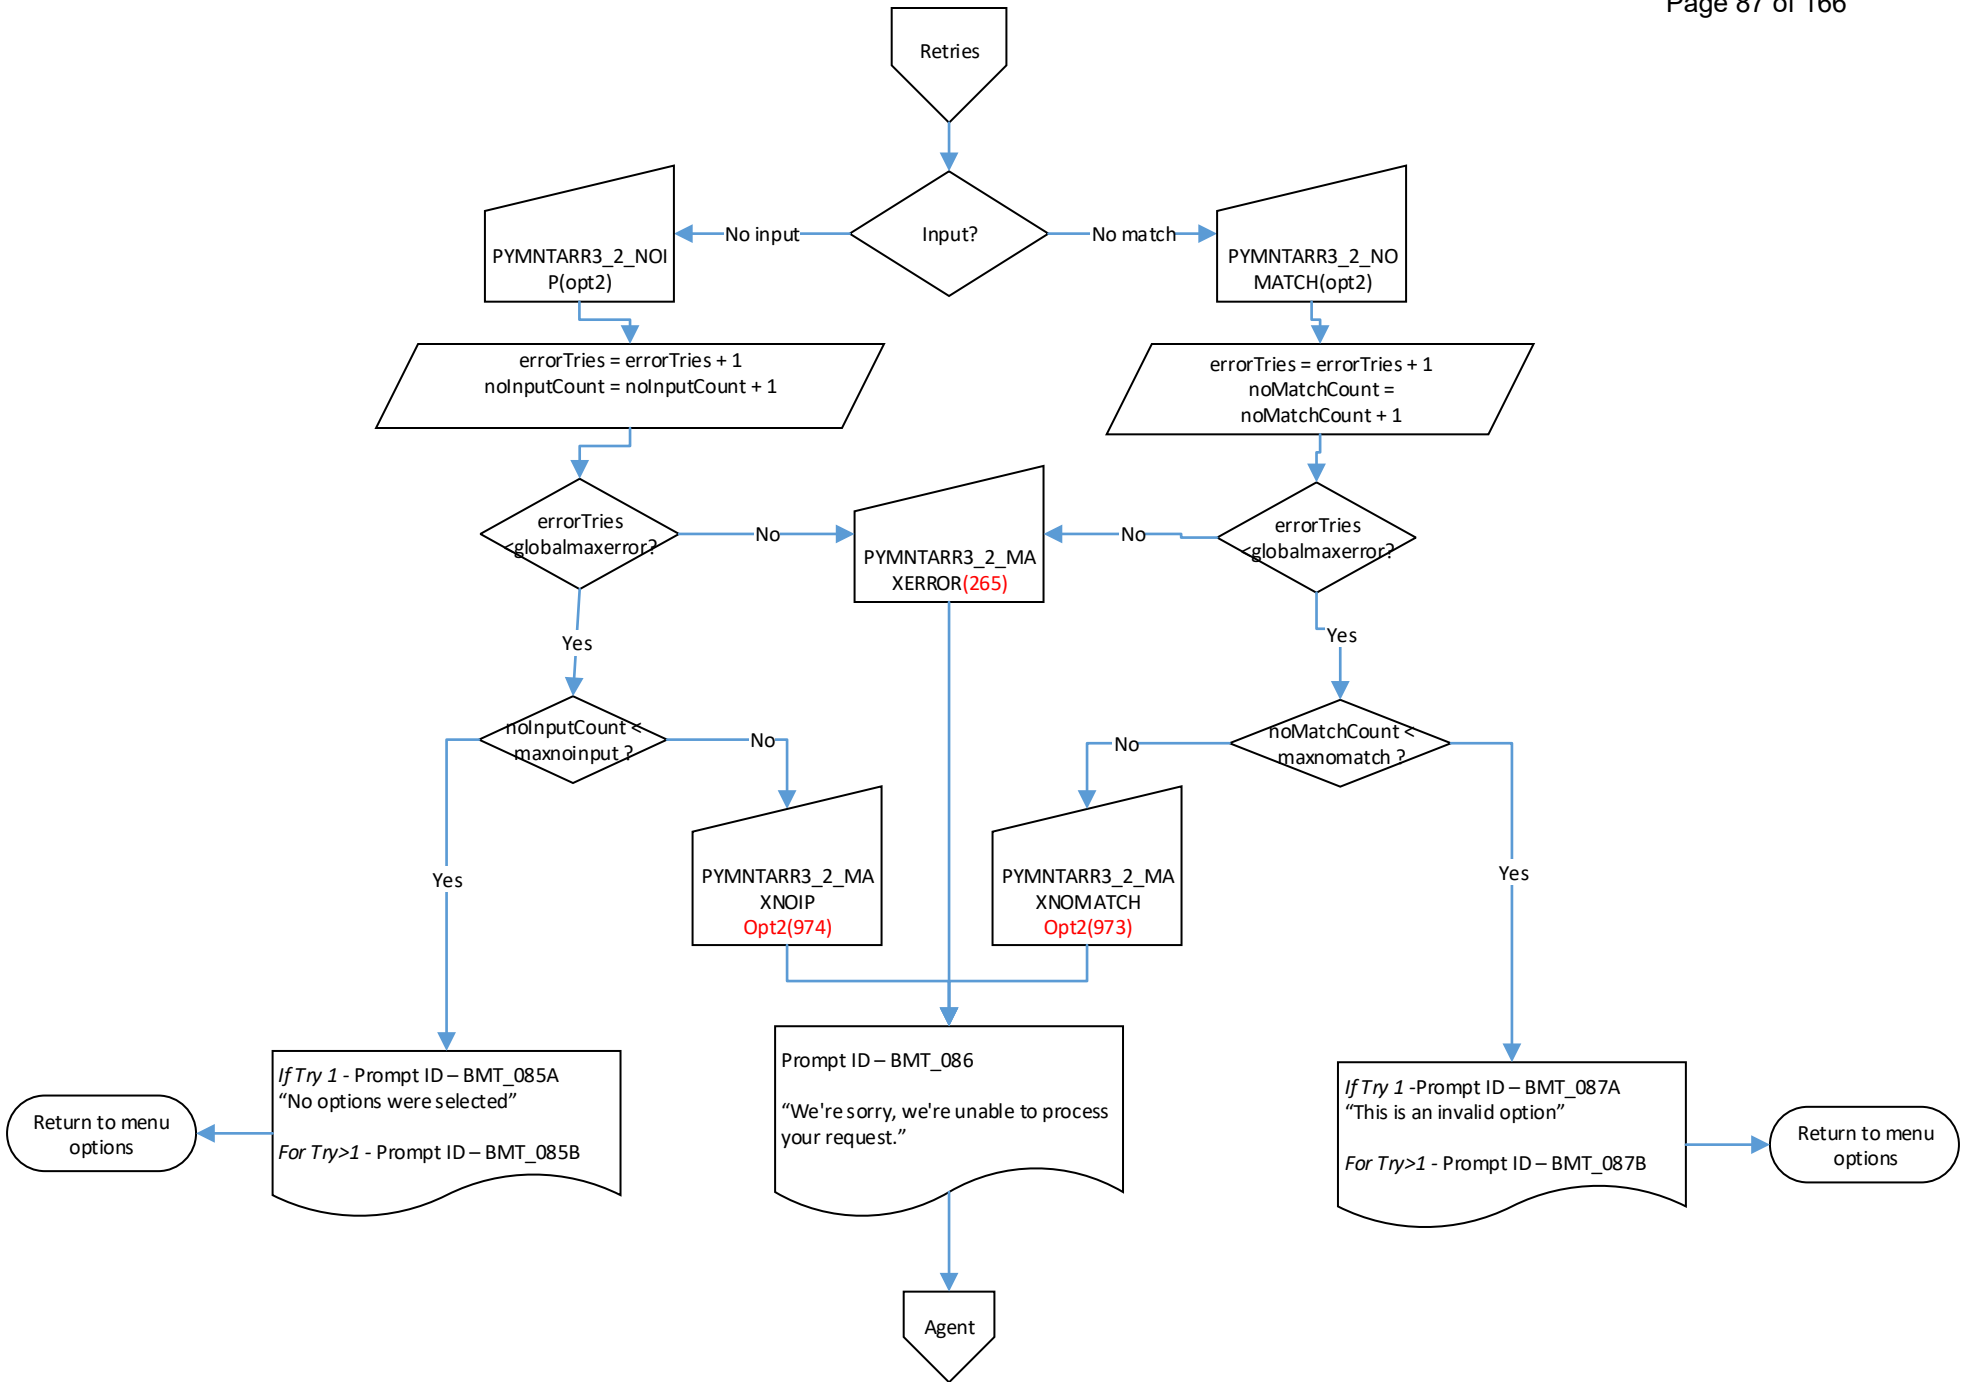 Page 87 of 166
Retries
Input?
No input
No match
PYMNTARR3_2_NOI
P(opt2)
PYMNTARR3_2_NO
MATCH(opt2)
errorTries = errorTries + 1
noInputCount = noInputCount + 1
errorTries = errorTries + 1
noMatchCount =
noMatchCount + 1
errorTries
<globalmaxerror?
No
PYMNTARR3_2_MA
XERROR(265)
No
errorTries
<globalmaxerror?
Yes
Yes
noInputCount <
maxnoinput ?
No
No
noMatchCount <
maxnomatch ?
Yes
PYMNTARR3_2_MA
XNOIP
Opt2(974)
PYMNTARR3_2_MA
XNOMATCH
Opt2(973)
Yes
Return to menu
options
If Try 1 - Prompt ID – BMT_085A
“No options were selected”
For Try>1 - Prompt ID – BMT_085B
Prompt ID – BMT_086
“We're sorry, we're unable to process
your request.”
If Try 1 -Prompt ID – BMT_087A
“This is an invalid option”
For Try>1 - Prompt ID – BMT_087B
Return to menu
options
Agent